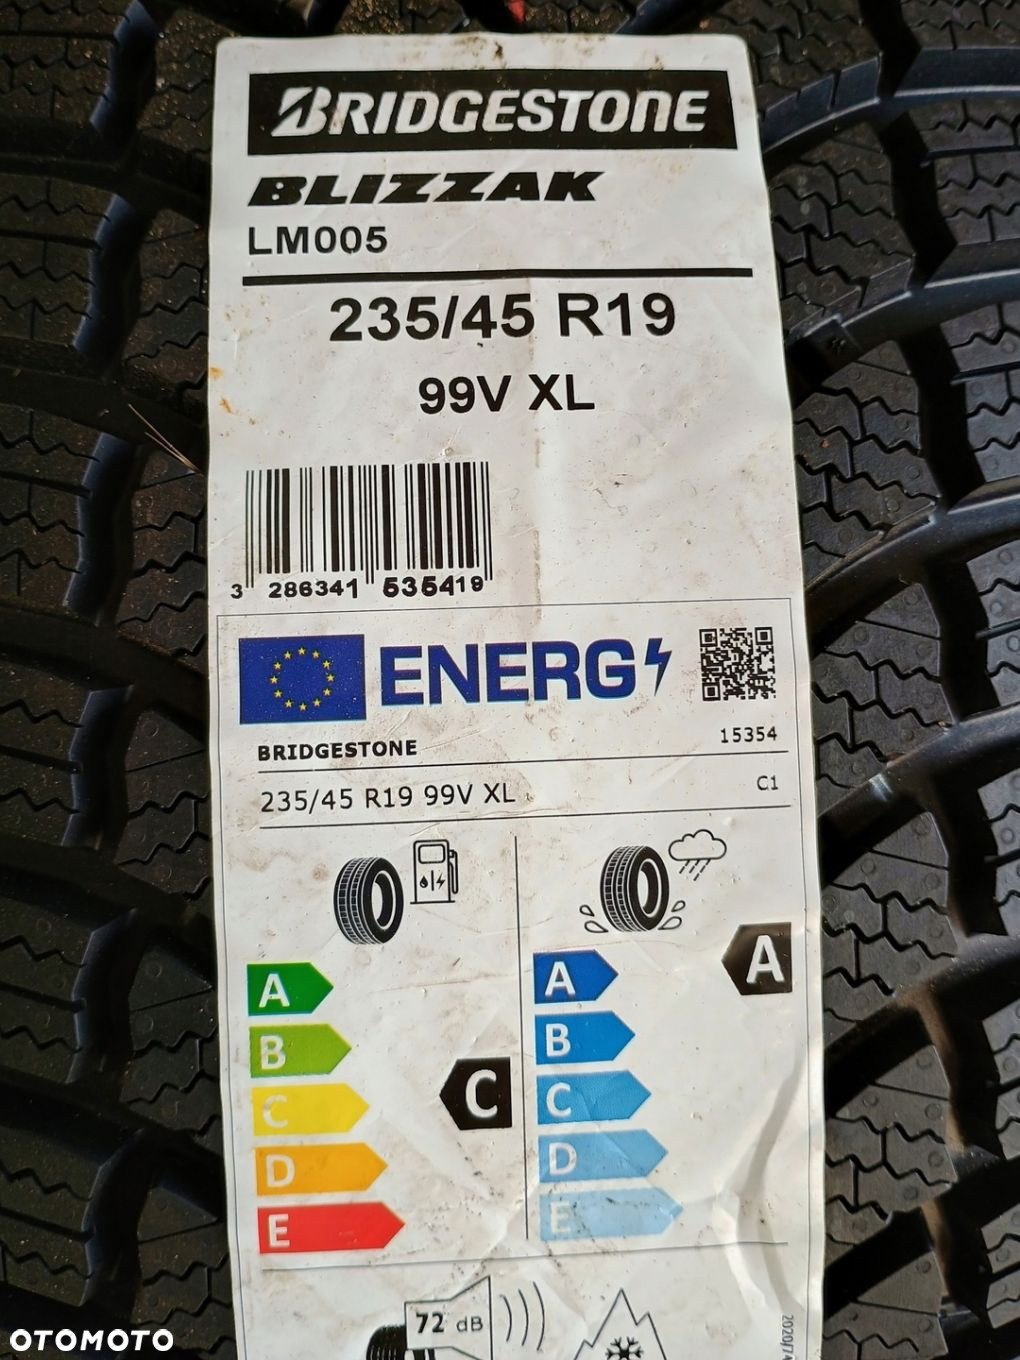 BRIDGESTONE
BLIZZAK
LM005
235/45 R19
99V XL
3 286341 535419
ENERG
BRIDGESTONE
15354
235/45 R19 99V XL
C1
A
A
A
B
B
C
C
C
D
D
E
E
72 dB
OTOMOTO